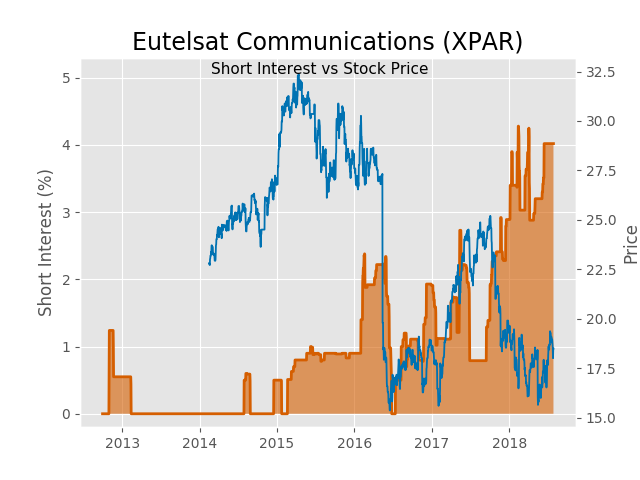 Eutelsat Communications (XPAR)
Short Interest vs Stock Price
Short Interest (%)
5
4
3
2
1
0
32.5
30.0
27.5
25.0
22.5
20.0
17.5
15.0
Price
2013 2014 2015 2016 2017 2018